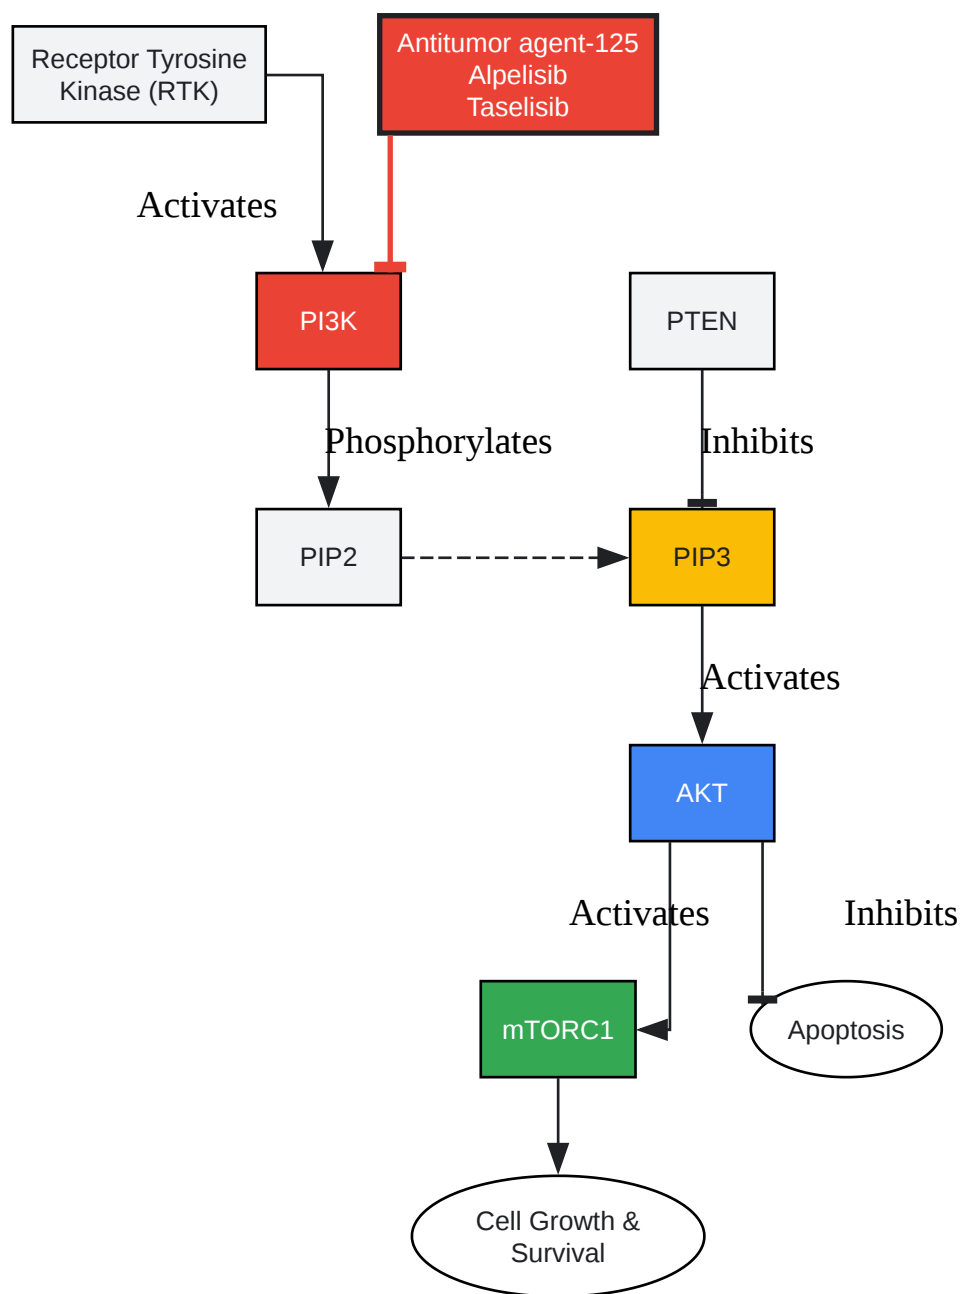 Receptor Tyrosine
Kinase (RTK)
Antitumor agent-125
Alpelisib
Taselisib
Activates
PI3K
PTEN
Phosphorylates
Inhibits
PIP2
PIP3
Activates
AKT
Activates
Inhibits
mTORC1
Apoptosis
Cell Growth &
Survival